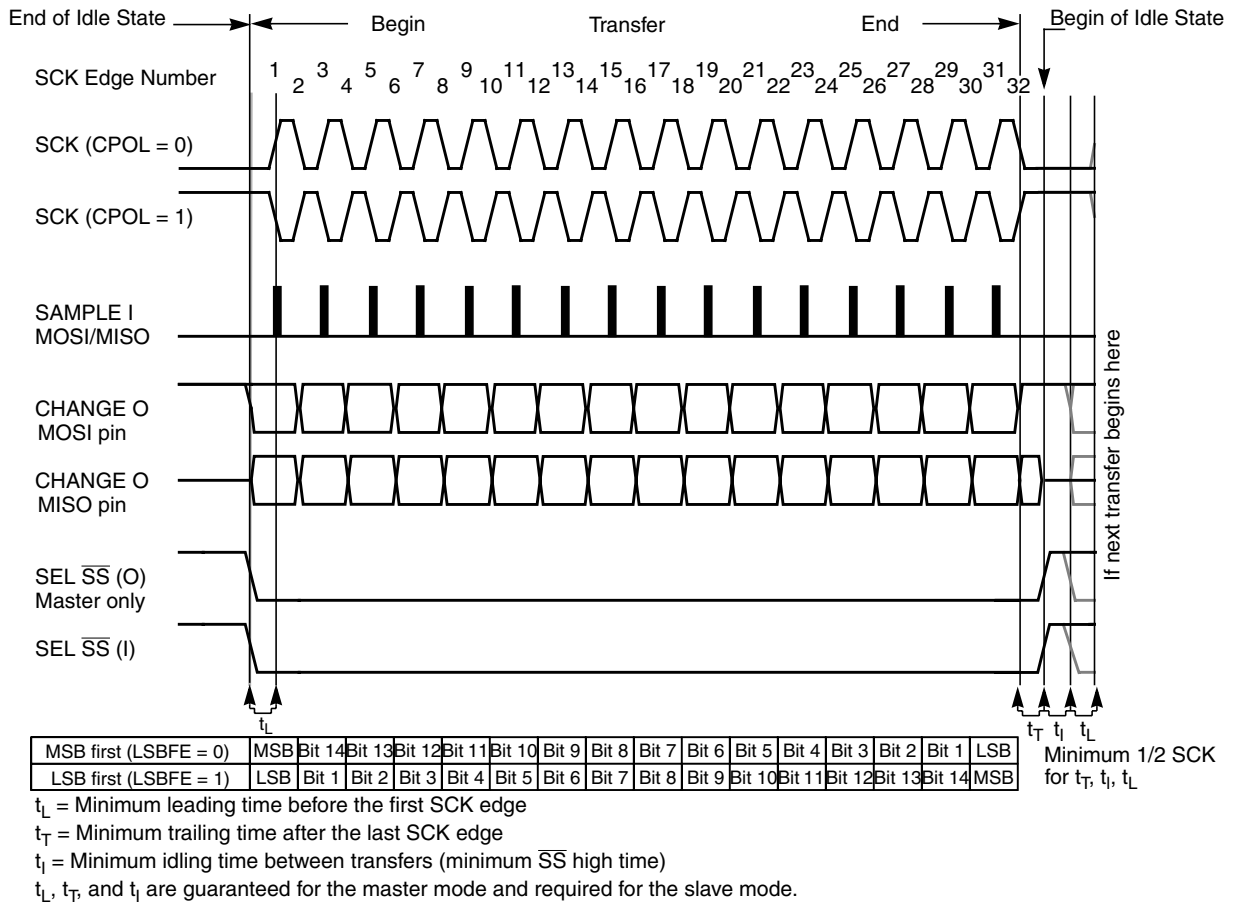 End of Idle State
Begin
Transfer
End
Begin of Idle State
SCK Edge Number
1 3 5 7 9 11 13 15 17 19 21 23 25 27 29 31
2 4 6 8 10 12 14 16 18 20 22 24 26 28 30 32
SCK (CPOL = 0)
SCK (CPOL = 1)
SAMPLE I
MOSI/MISO
CHANGE O
MOSI pin
CHANGE O
MISO pin
SEL S̅S̅ (O)
Master only
SEL S̅S̅ (I)
If next transfer begins here
tL
tT tI tL
MSB first (LSBFE = 0) MSB Bit 14 Bit 13 Bit 12 Bit 11 Bit 10 Bit 9 Bit 8 Bit 7 Bit 6 Bit 5 Bit 4 Bit 3 Bit 2 Bit 1 LSB
LSB first (LSBFE = 1) LSB Bit 1 Bit 2 Bit 3 Bit 4 Bit 5 Bit 6 Bit 7 Bit 8 Bit 9 Bit 10 Bit 11 Bit 12 Bit 13 Bit 14 MSB
Minimum 1/2 SCK
for tT, tI, tL
tL = Minimum leading time before the first SCK edge
tT = Minimum trailing time after the last SCK edge
tI = Minimum idling time between transfers (minimum S̅S̅ high time)
tL, tT, and tI are guaranteed for the master mode and required for the slave mode.